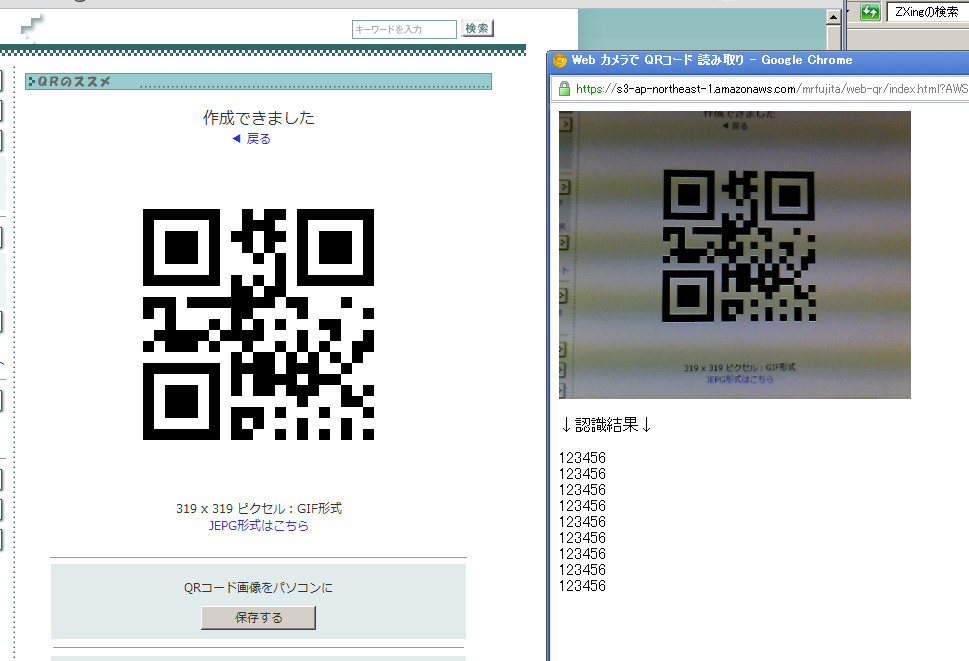 キーワードを入力
検索
QRのススメ
作成できました
◀ 戻る
319 x 319 ピクセル：GIF形式
JEPG形式はこちら
QRコード画像をパソコンに
保存する
ZXingの検索
Web カメラで QRコード 読み取り - Google Chrome
https://s3-ap-northeast-1.amazonaws.com/mrfujita/web-qr/index.html?AWS
作成できました
◀ 戻る
319 x 319 ピクセル：GIF形式
JEPG形式はこちら
↓認識結果↓
123456
123456
123456
123456
123456
123456
123456
123456
123456